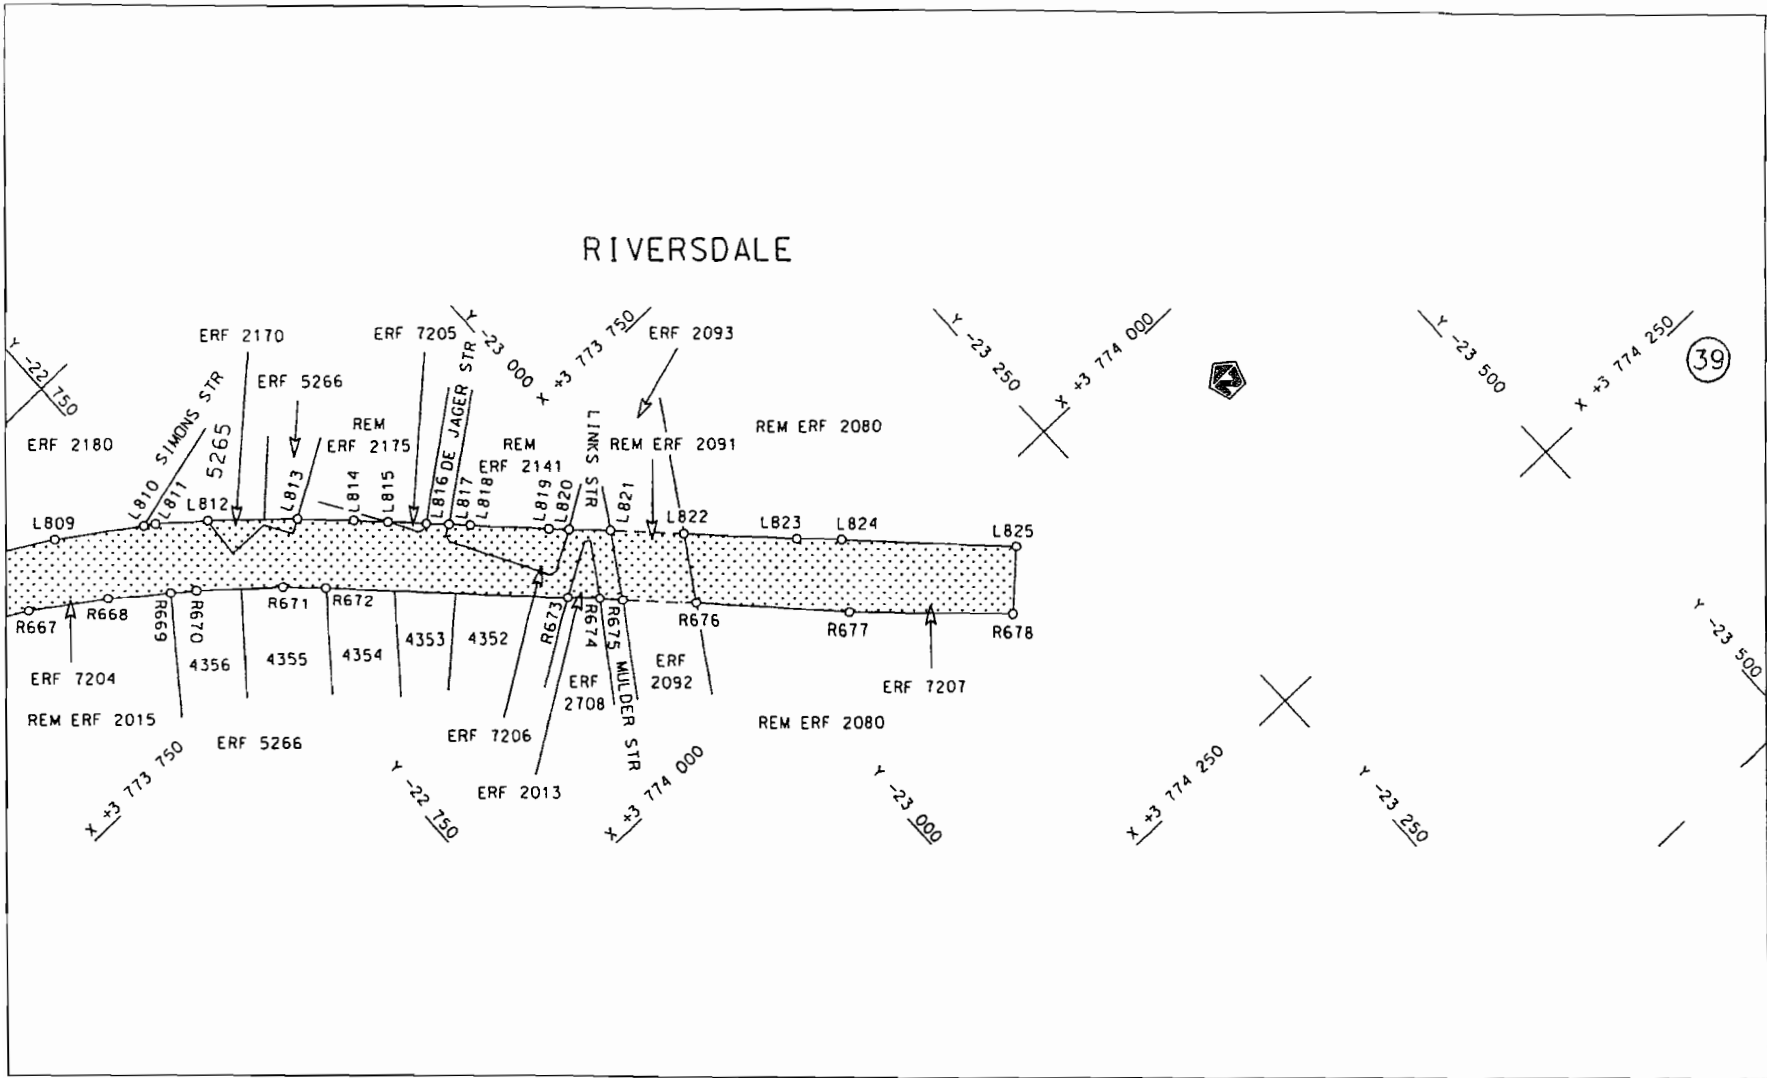 RIVERSDALE
39
Y -22 750
Y -23 000
X +3 773 750
Y -23 250
X +3 774 000
Y -23 500
X +3 774 250
ERF 2170
ERF 7205
ERF 2093
ERF 5266
SIMONS STR
5265
DE JAGER STR
LINKS STR
ERF 2180
REM
ERF 2175
REM
ERF 2141
REM ERF 2091
REM ERF 2080
L809
L810
L811
L812
L813
L814
L815
L816
L817
L818
L819
L820
L821
L822
L823
L824
L825
R667
R668
R669
R670
R671
R672
R673
R674
R675
R676
R677
R678
4356
4355
4354
4353
4352
ERF
2708
MULDER STR
ERF
2092
ERF 7204
REM ERF 2015
ERF 5266
ERF 7206
ERF 2013
ERF 7207
REM ERF 2080
X +3 773 750
Y -22 750
X +3 774 000
Y -23 000
X +3 774 250
Y -23 250
Y -23 500